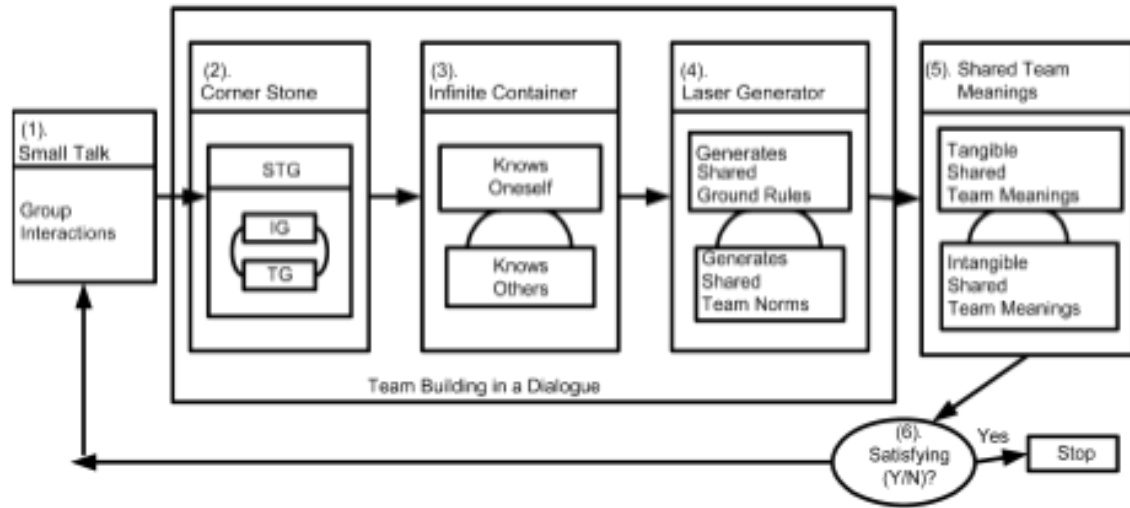 (1).
Small Talk
Group
Interactions
(2).
Corner Stone
STG
IG
TG
(3).
Infinite Container
Knows
Oneself
Knows
Others
(4).
Laser Generator
Generates
Shared
Ground Rules
Generates
Shared
Team Norms
Team Building in a Dialogue
(5). Shared Team
Meanings
Tangible
Shared
Team Meanings
Intangible
Shared
Team Meanings
(6).
Satisfying
(Y/N)?
Yes
Stop